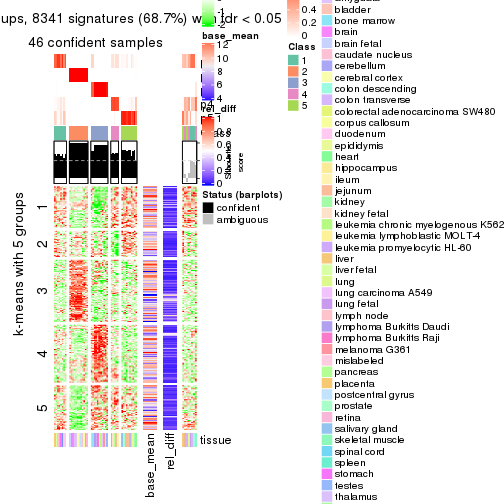 ups, 8341 signatures (68.7%) with fdr < 0.05
46 confident samples
base_mean
12
10
8
6
4
rel_diff
0
Status (barplots)
confident
ambiguous
0.4
0.2
0
Class
1
2
3
4
5
k-means with 5 groups
1
2
3
4
5
score
tissue
base_mean
rel_diff
bladder
bone marrow
brain
brain fetal
caudate nucleus
cerebellum
cerebral cortex
colon descending
colon transverse
colorectal adenocarcinoma SW480
corpus callosum
duodenum
epididymis
heart
hippocampus
ileum
jejunum
kidney
kidney fetal
leukemia chronic myelogenous K562
leukemia lymphoblastic MOLT-4
leukemia promyelocytic HL-60
liver
liver fetal
lung
lung carcinoma A549
lung fetal
lymph node
lymphoma Burkitts Daudi
lymphoma Burkitts Raji
melanoma G361
mislabeled
pancreas
placenta
postcentral gyrus
prostate
retina
salivary gland
skeletal muscle
spinal cord
spleen
stomach
testes
thalamus